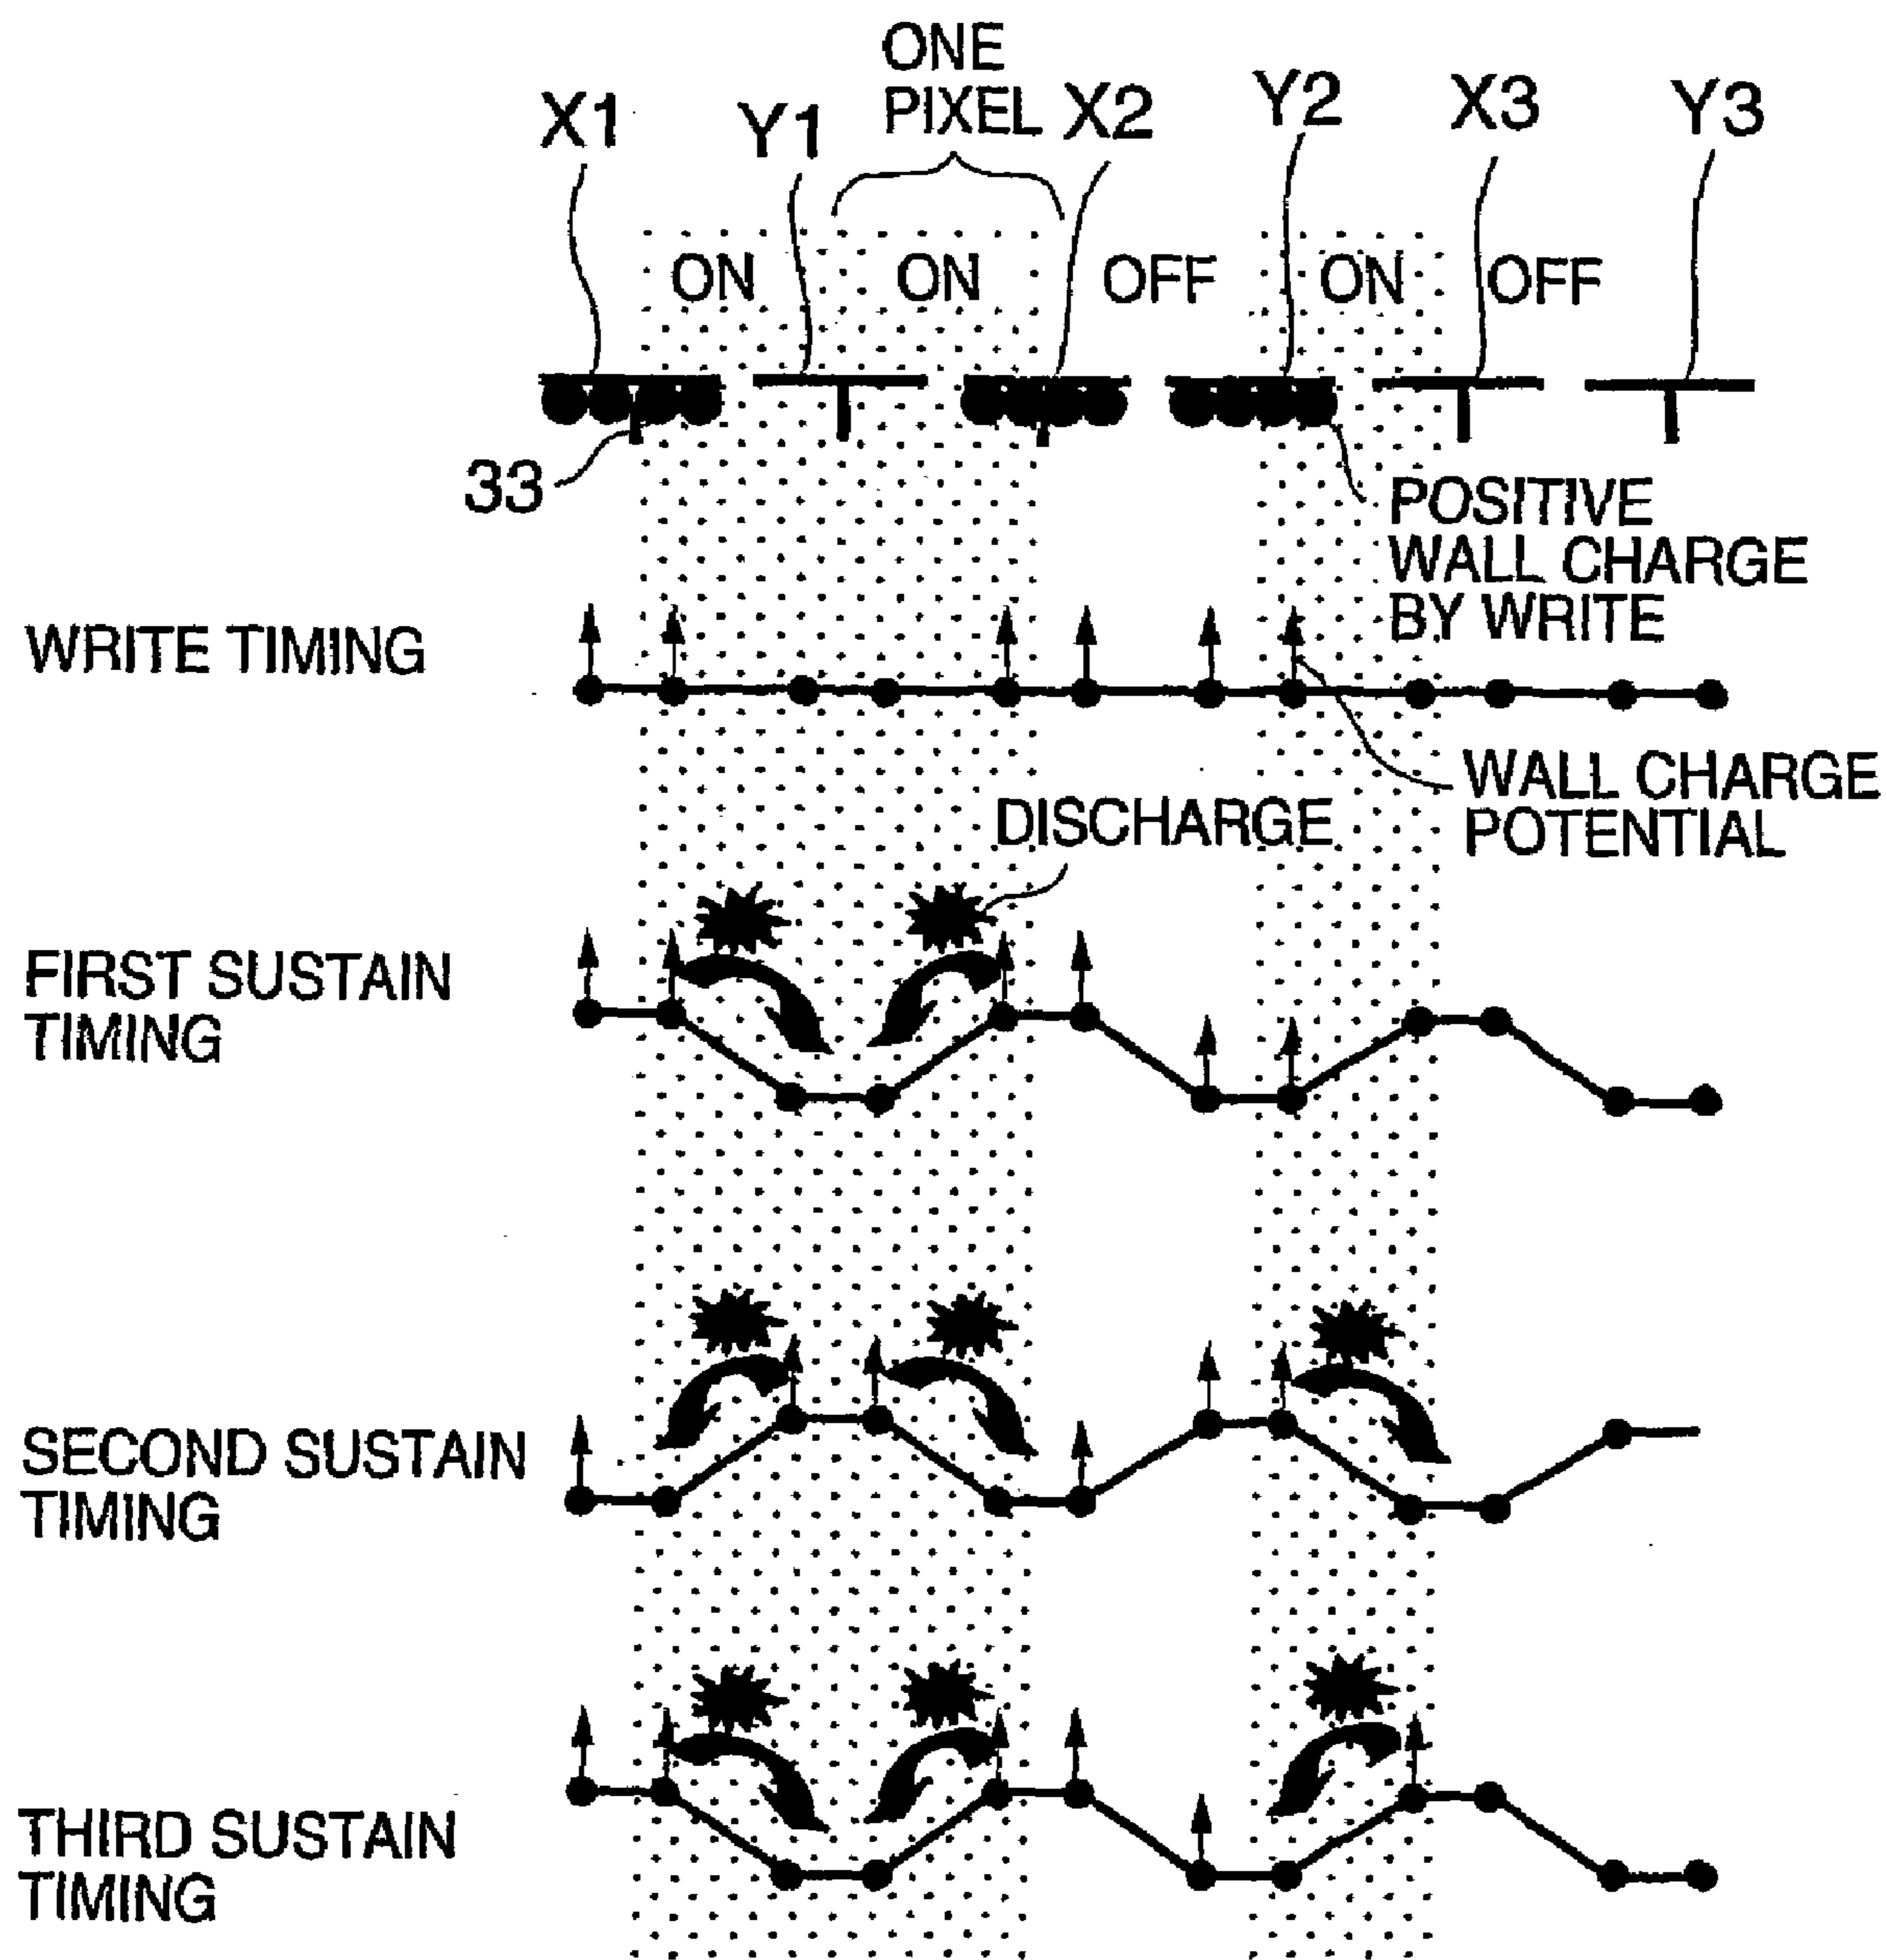 ONE
PIXEL
X1
Y1
X2
Y2
X3
Y3
ON
ON
OFF
ON
OFF
33
POSITIVE
WALL CHARGE
BY WRITE
WRITE TIMING
WALL CHARGE
POTENTIAL
DISCHARGE
FIRST SUSTAIN
TIMING
SECOND SUSTAIN
TIMING
THIRD SUSTAIN
TIMING